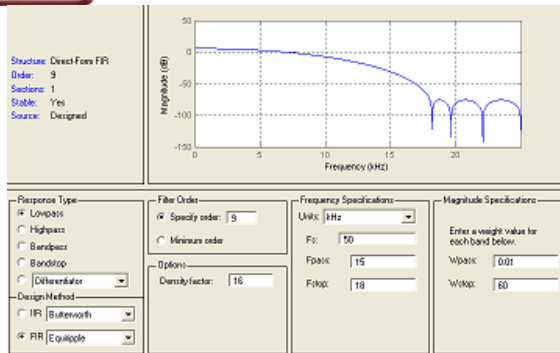 Structure: Direct-Form FIR
Order: 9
Sections: 1
Stable: Yes
Source: Designed
50
0
-50
-100
-150
Magnitude (dB)
0
5
10
15
20
Frequency (kHz)
Response Type
Lowpass
Highpass
Bandpass
Bandstop
Differentiator
Design Method
IIR Butterworth
FIR Equiripple
Filter Order
Specify order: 9
Minimum order
Options
Density factor: 16
Frequency Specifications
Units: kHz
Fs: 50
Fpass: 15
Fstop: 18
Magnitude Specifications
Enter a weight value for
each band below.
Wpass: 0.01
Wstop: 60